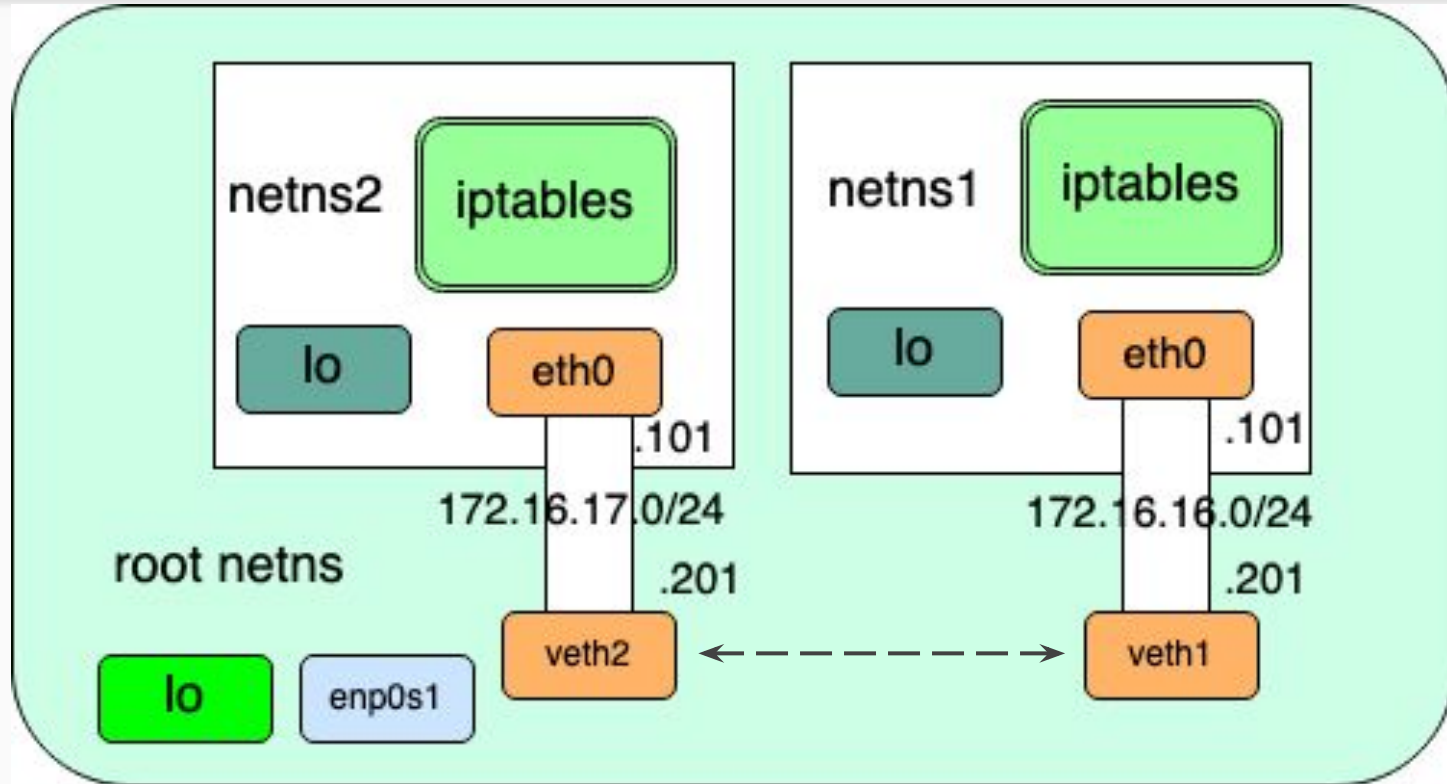 netns2
iptables
lo
eth0
.101
172.16.17.0/24
.201
veth2
netns1
iptables
lo
eth0
.101
172.16.16.0/24
.201
veth1
root netns
lo
enp0s1